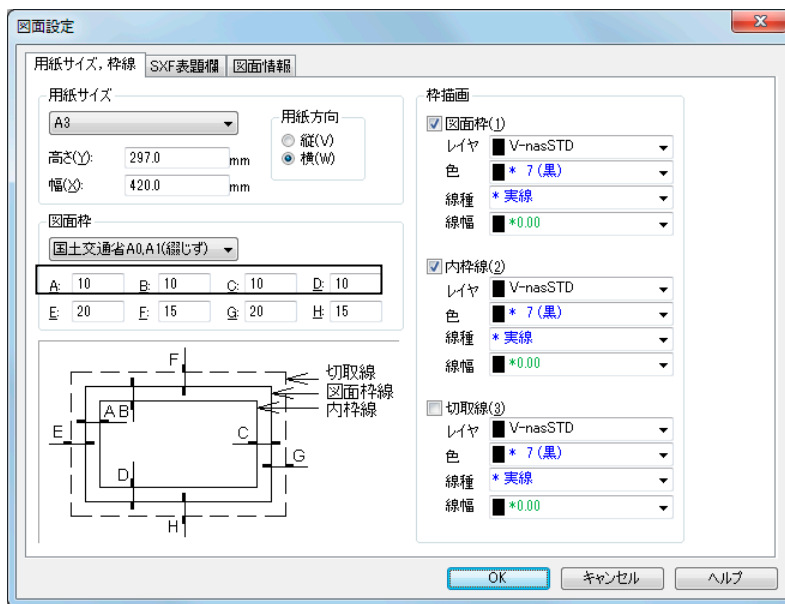 図面設定
用紙サイズ，枠線 SXF表題欄 図面情報
用紙サイズ
A3
高さ(Y): 297.0 mm
幅(X): 420.0 mm
用紙方向
縦(V)
横(W)
図面枠
国土交通省A0,A1(綴じず)
A: 10 B: 10 C: 10 D: 10
E: 20 F: 15 G: 20 H: 15
F
切取線
図面枠線
内枠線
A B
E
C
G
D
H
枠描画
図面枠(1)
レイヤ V-nasSTD
色 * 7 (黒)
線種 * 実線
線幅 *0.00
内枠線(2)
レイヤ V-nasSTD
色 * 7 (黒)
線種 * 実線
線幅 *0.00
切取線(3)
レイヤ V-nasSTD
色 * 7 (黒)
線種 * 実線
線幅 *0.00
OK キャンセル ヘルプ